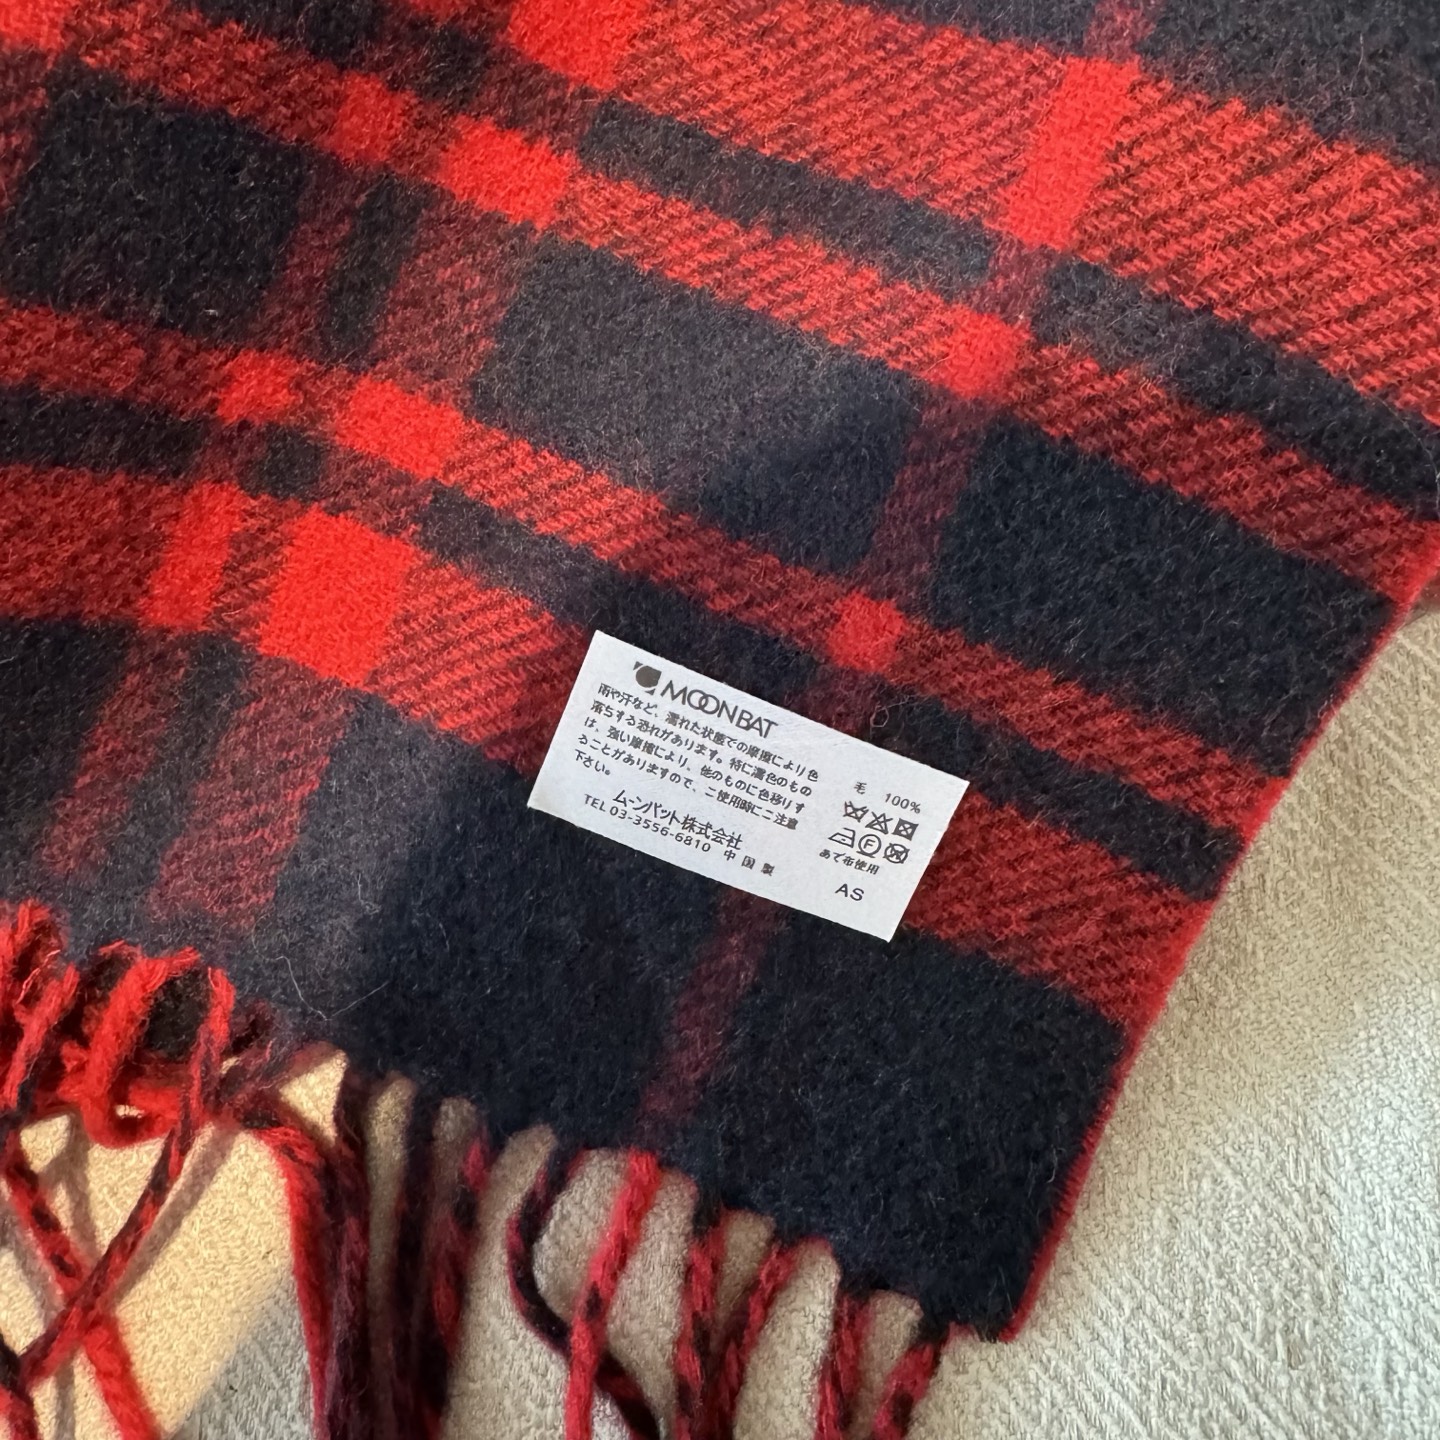 MOONBAT
雨や汗など、濡れた状態での摩擦により色
落ちする恐れがあります。特に濃色のもの
は、強い摩擦により、他のものに色移りす
ることがありますので、ご使用時にご注意
下さい。
ムーンバット株式会社
TEL 03-3556-6810 中国製
毛 100%
F
あて布使用
AS